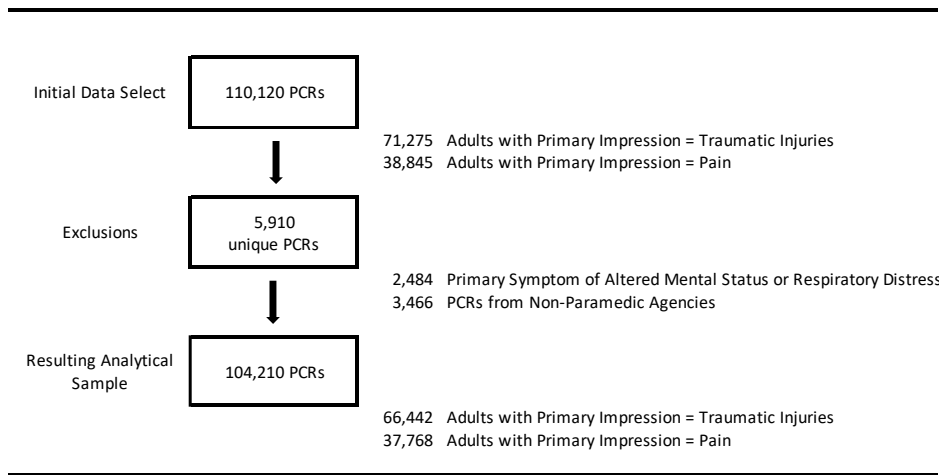 Initial Data Select
110,120 PCRs
71,275 Adults with Primary Impression = Traumatic Injuries
38,845 Adults with Primary Impression = Pain
Exclusions
5,910
unique PCRs
2,484 Primary Symptom of Altered Mental Status or Respiratory Distress
3,466 PCRs from Non-Paramedic Agencies
Resulting Analytical
Sample
104,210 PCRs
66,442 Adults with Primary Impression = Traumatic Injuries
37,768 Adults with Primary Impression = Pain